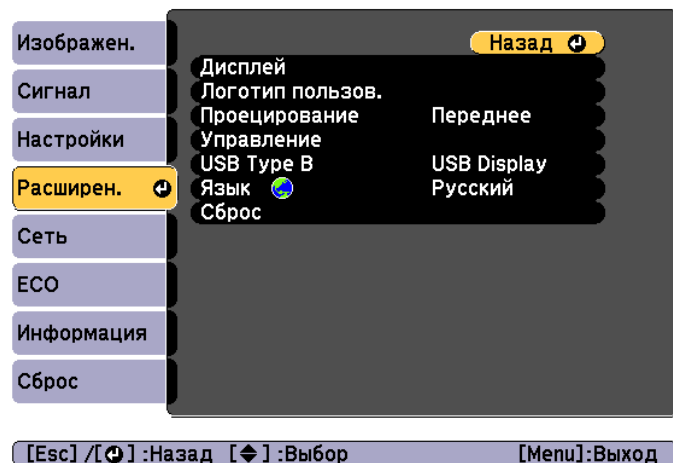 Изображен.
Сигнал
Настройки
Расширен.
Сеть
ECO
Информация
Сброс
Назад
Дисплей
Логотип пользов.
Проецирование Переднее
Управление
USB Type B USB Display
Язык Русский
Сброс
[Esc] /[ ] :Назад [ ] :Выбор [Menu]:Выход